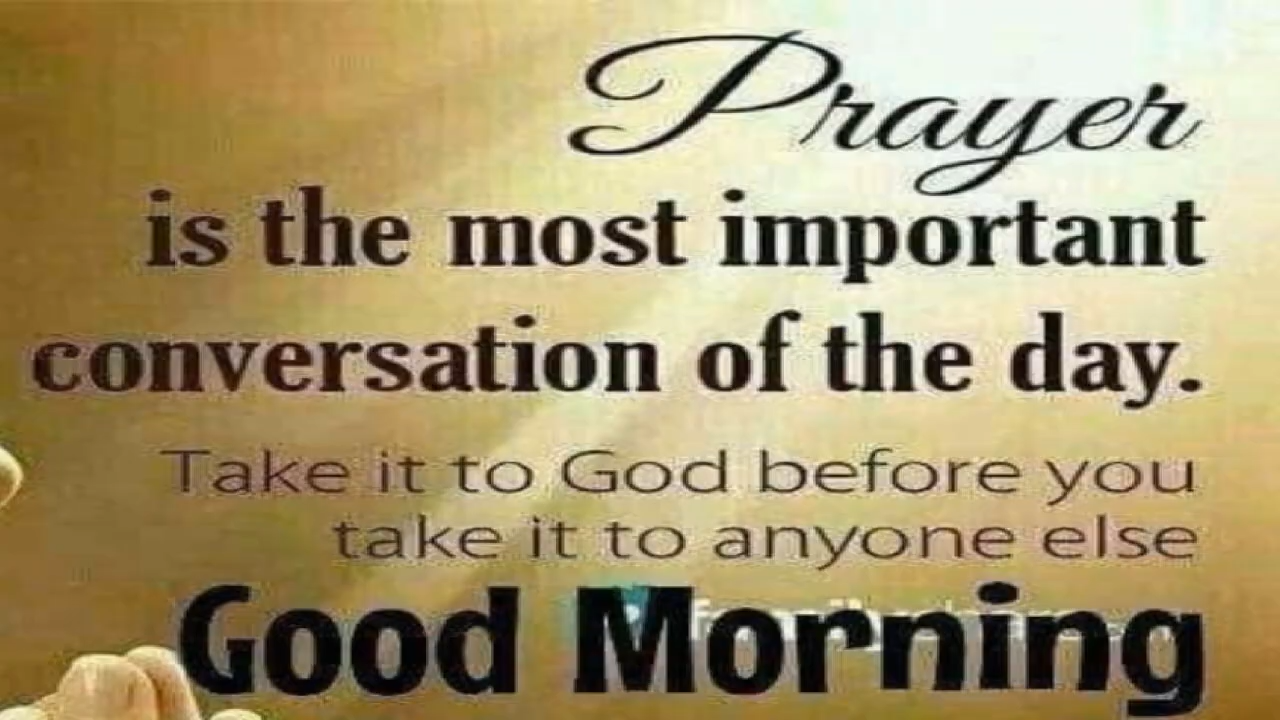 Prayer
is the most important
conversation of the day.
Take it to God before you
take it to anyone else
Good Morning